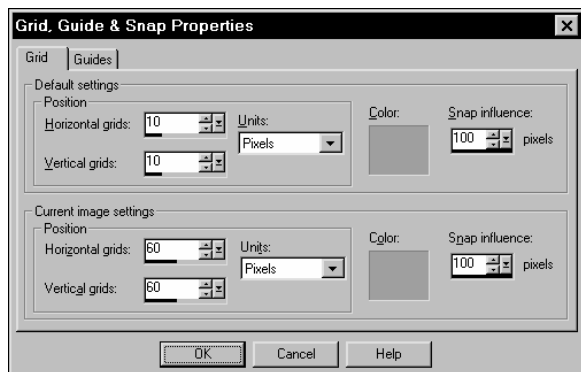 Grid, Guide & Snap Properties
Grid
Guides
Default settings
Position
Horizontal grids: 10
Vertical grids: 10
Units:
Pixels
Color:
Snap influence:
100 pixels
Current image settings
Position
Horizontal grids: 60
Vertical grids: 60
Units:
Pixels
Color:
Snap influence:
100 pixels
OK
Cancel
Help